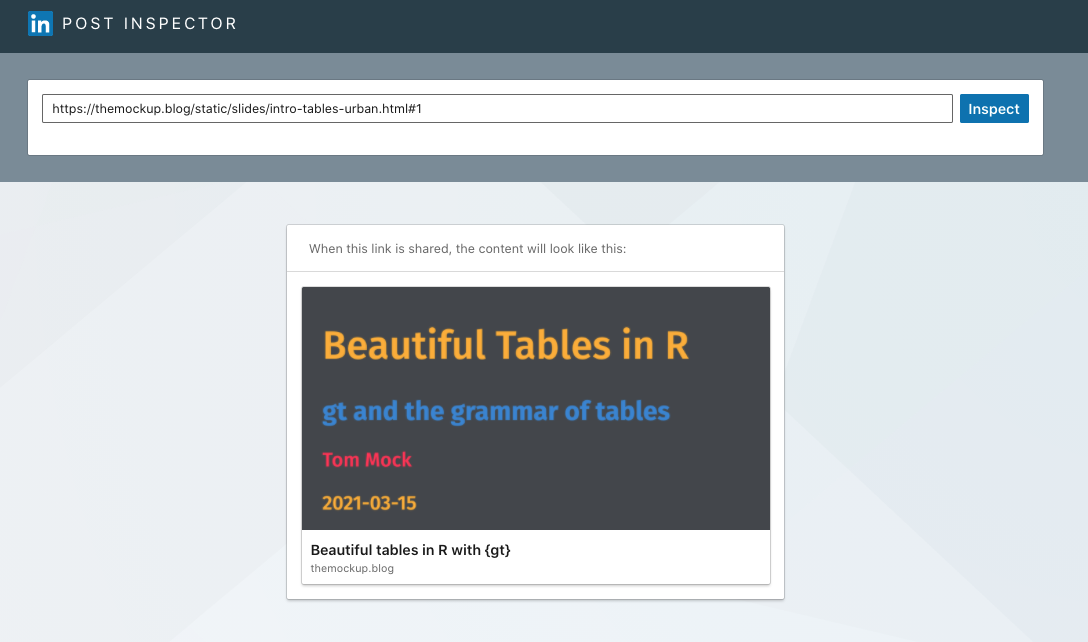 in POST INSPECTOR
https://themockup.blog/static/slides/intro-tables-urban.html#1
Inspect
When this link is shared, the content will look like this:
Beautiful Tables in R
gt and the grammar of tables
Tom Mock
2021-03-15
Beautiful tables in R with {gt}
themockup.blog